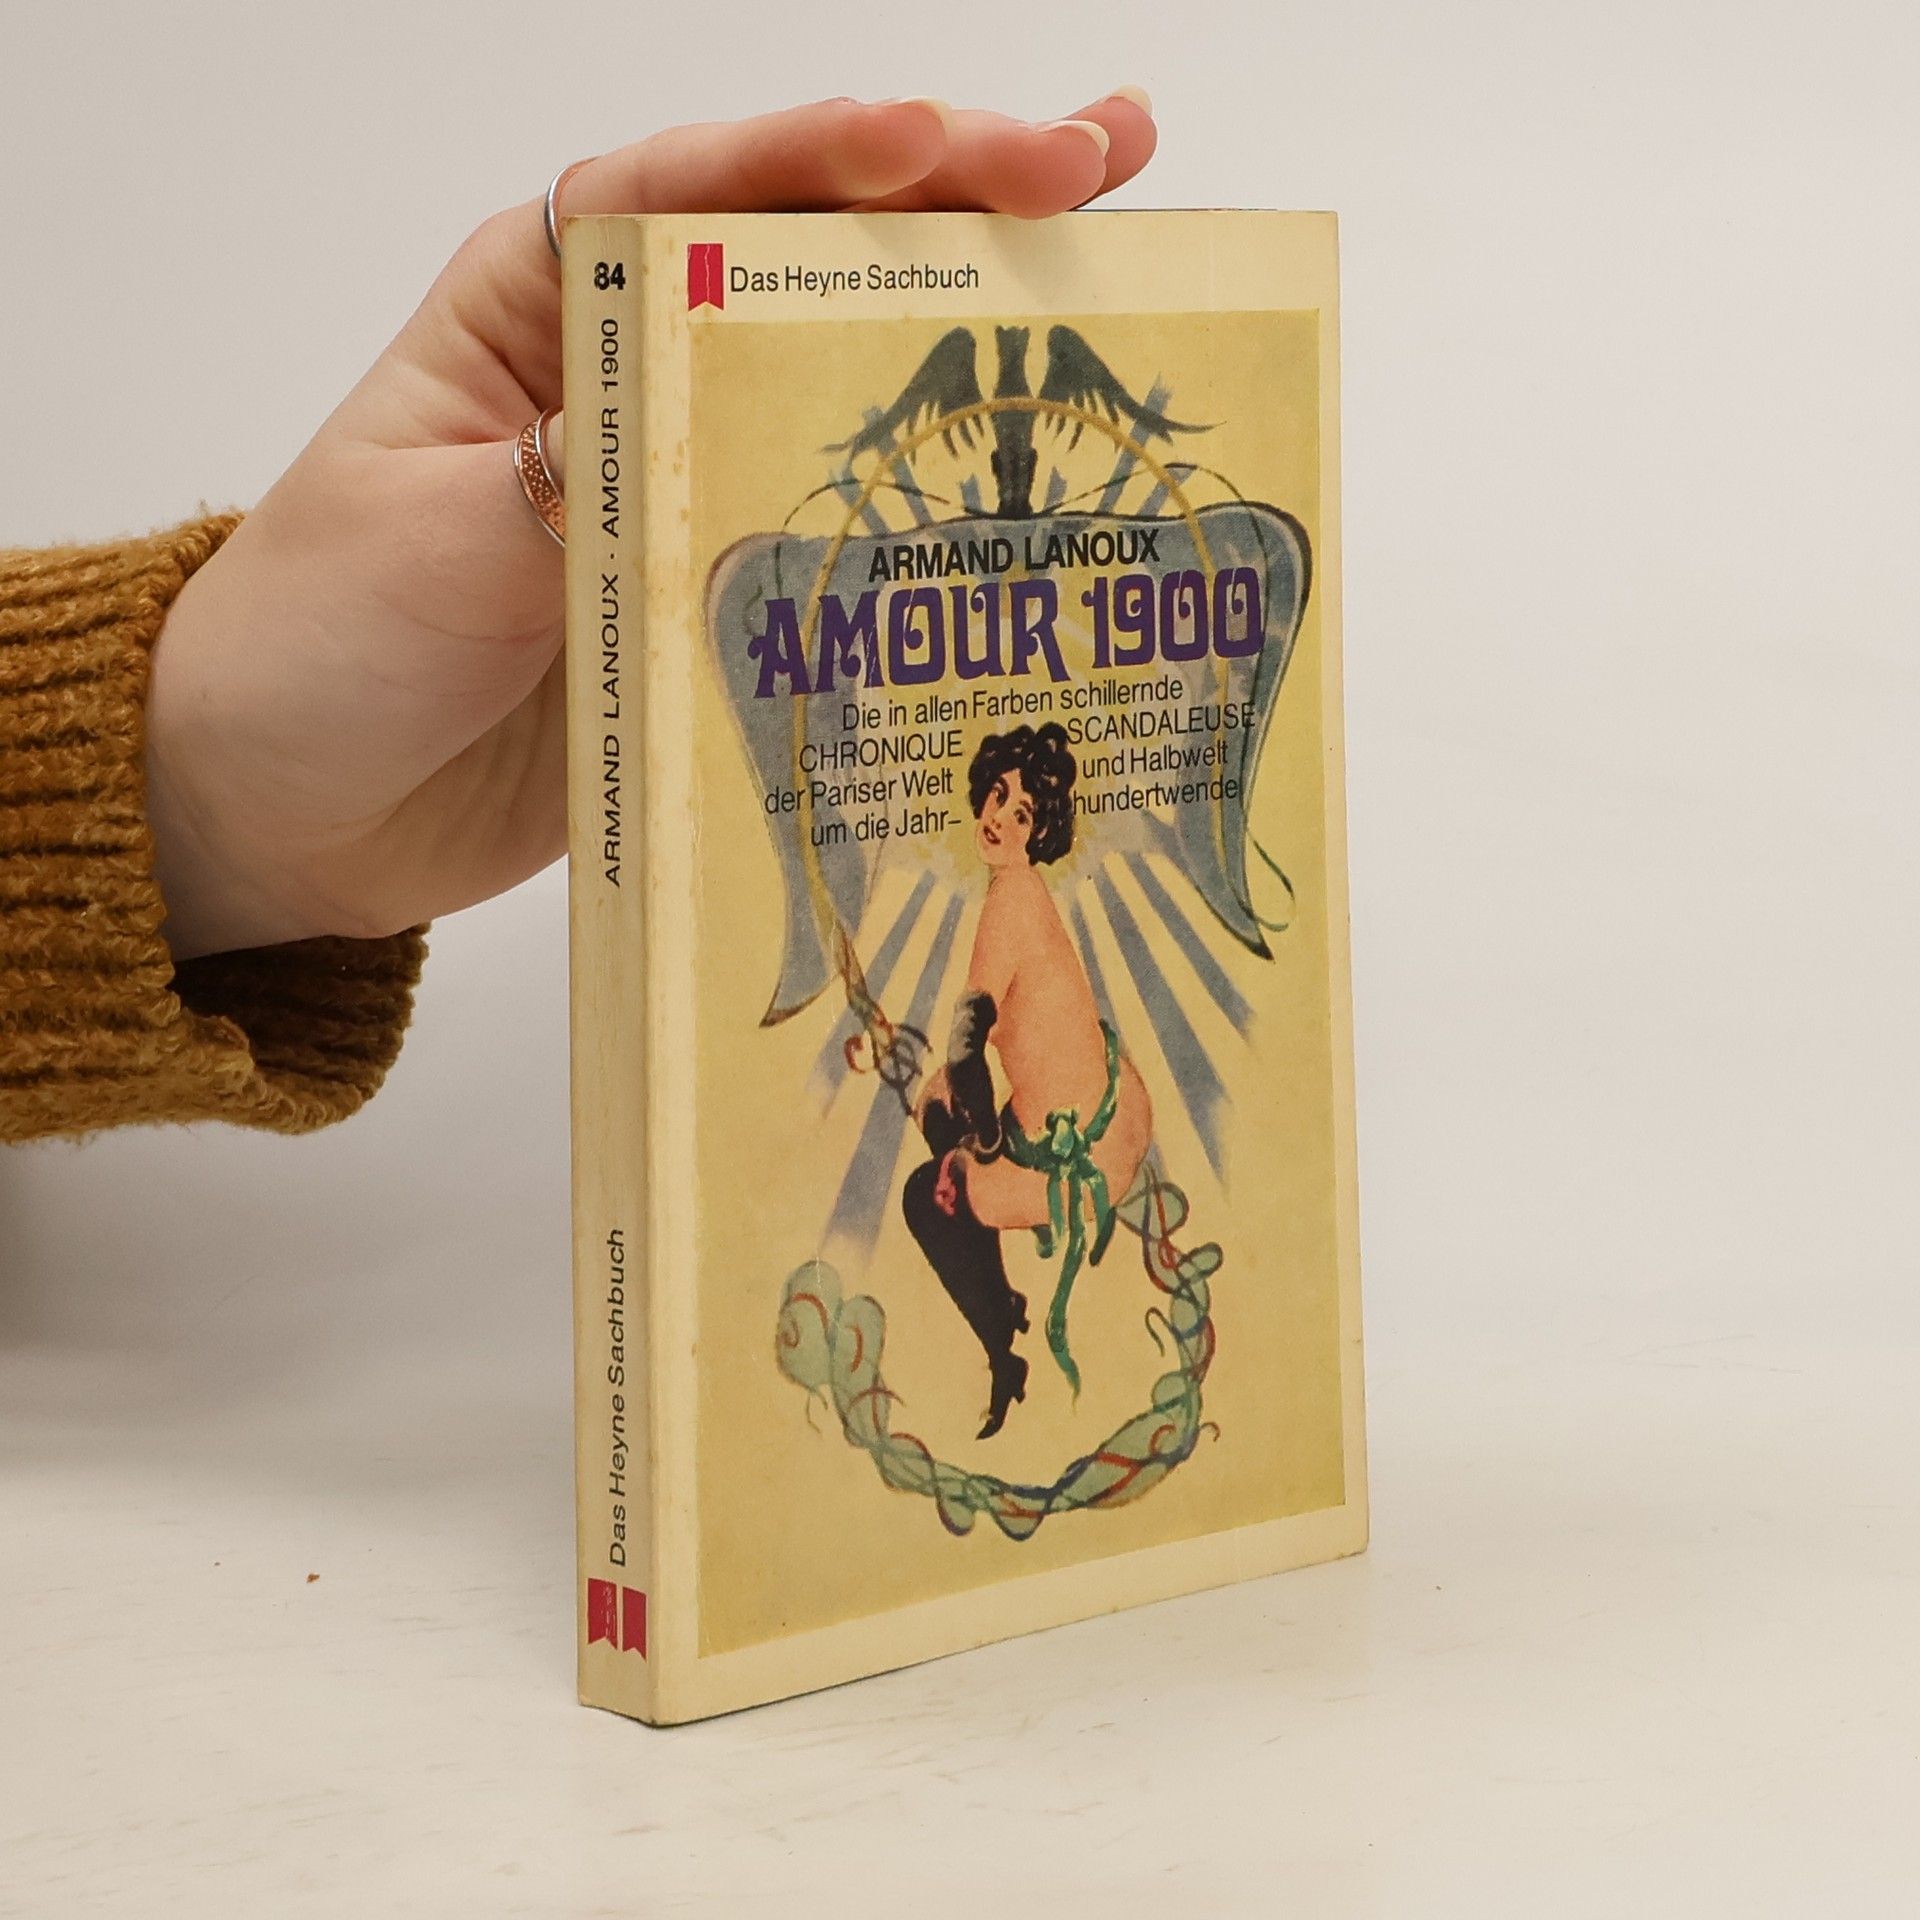 84
ARMAND LANOUX · AMOUR 1900
Das Heyne Sachbuch
Das Heyne Sachbuch
ARMAND LANOUX
AMOUR 1900
Die in allen Farben schillernde
CHRONIQUE SCANDALEUSE
der Pariser Welt und Halbwelt
um die Jahr- hundertwende